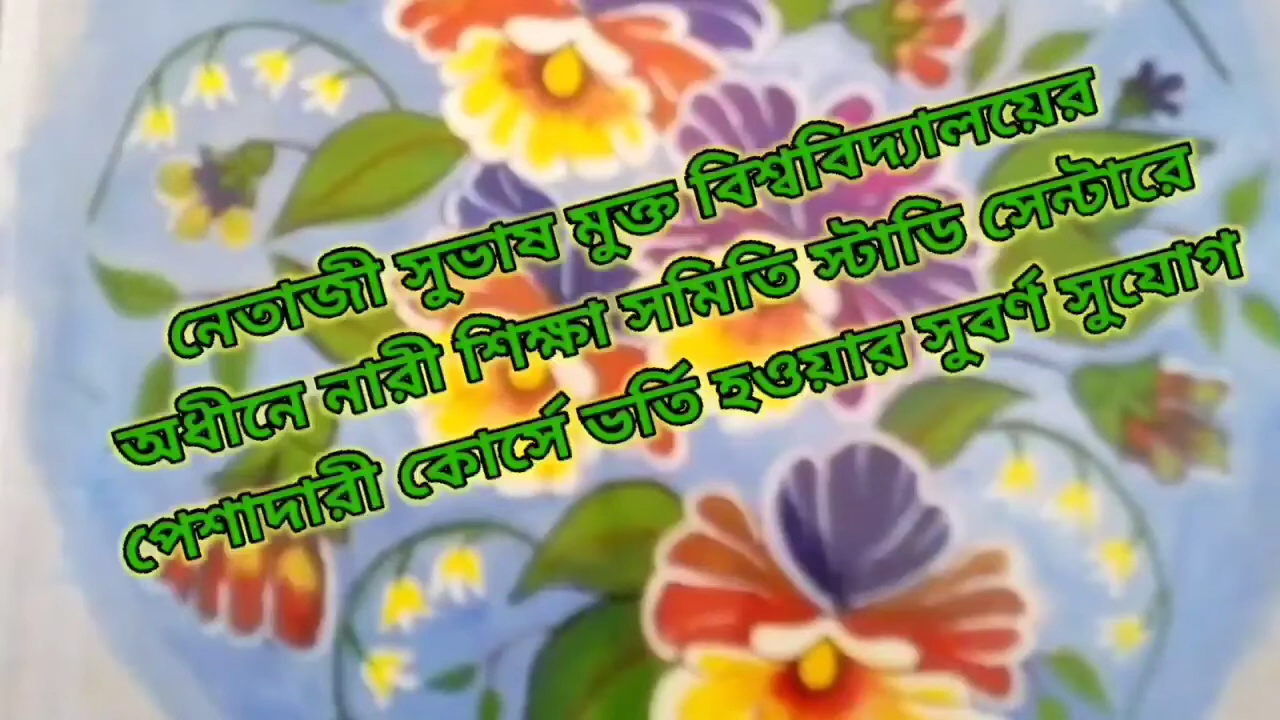 নেতাজী সুভাষ মুক্ত বিশ্ববিদ্যালয়ের
অধীনে নারী শিক্ষা সমিতি স্টাডি সেন্টারে
পেশাদারী কোর্সে ভর্তি হওয়ার সুবর্ণ সুযোগ